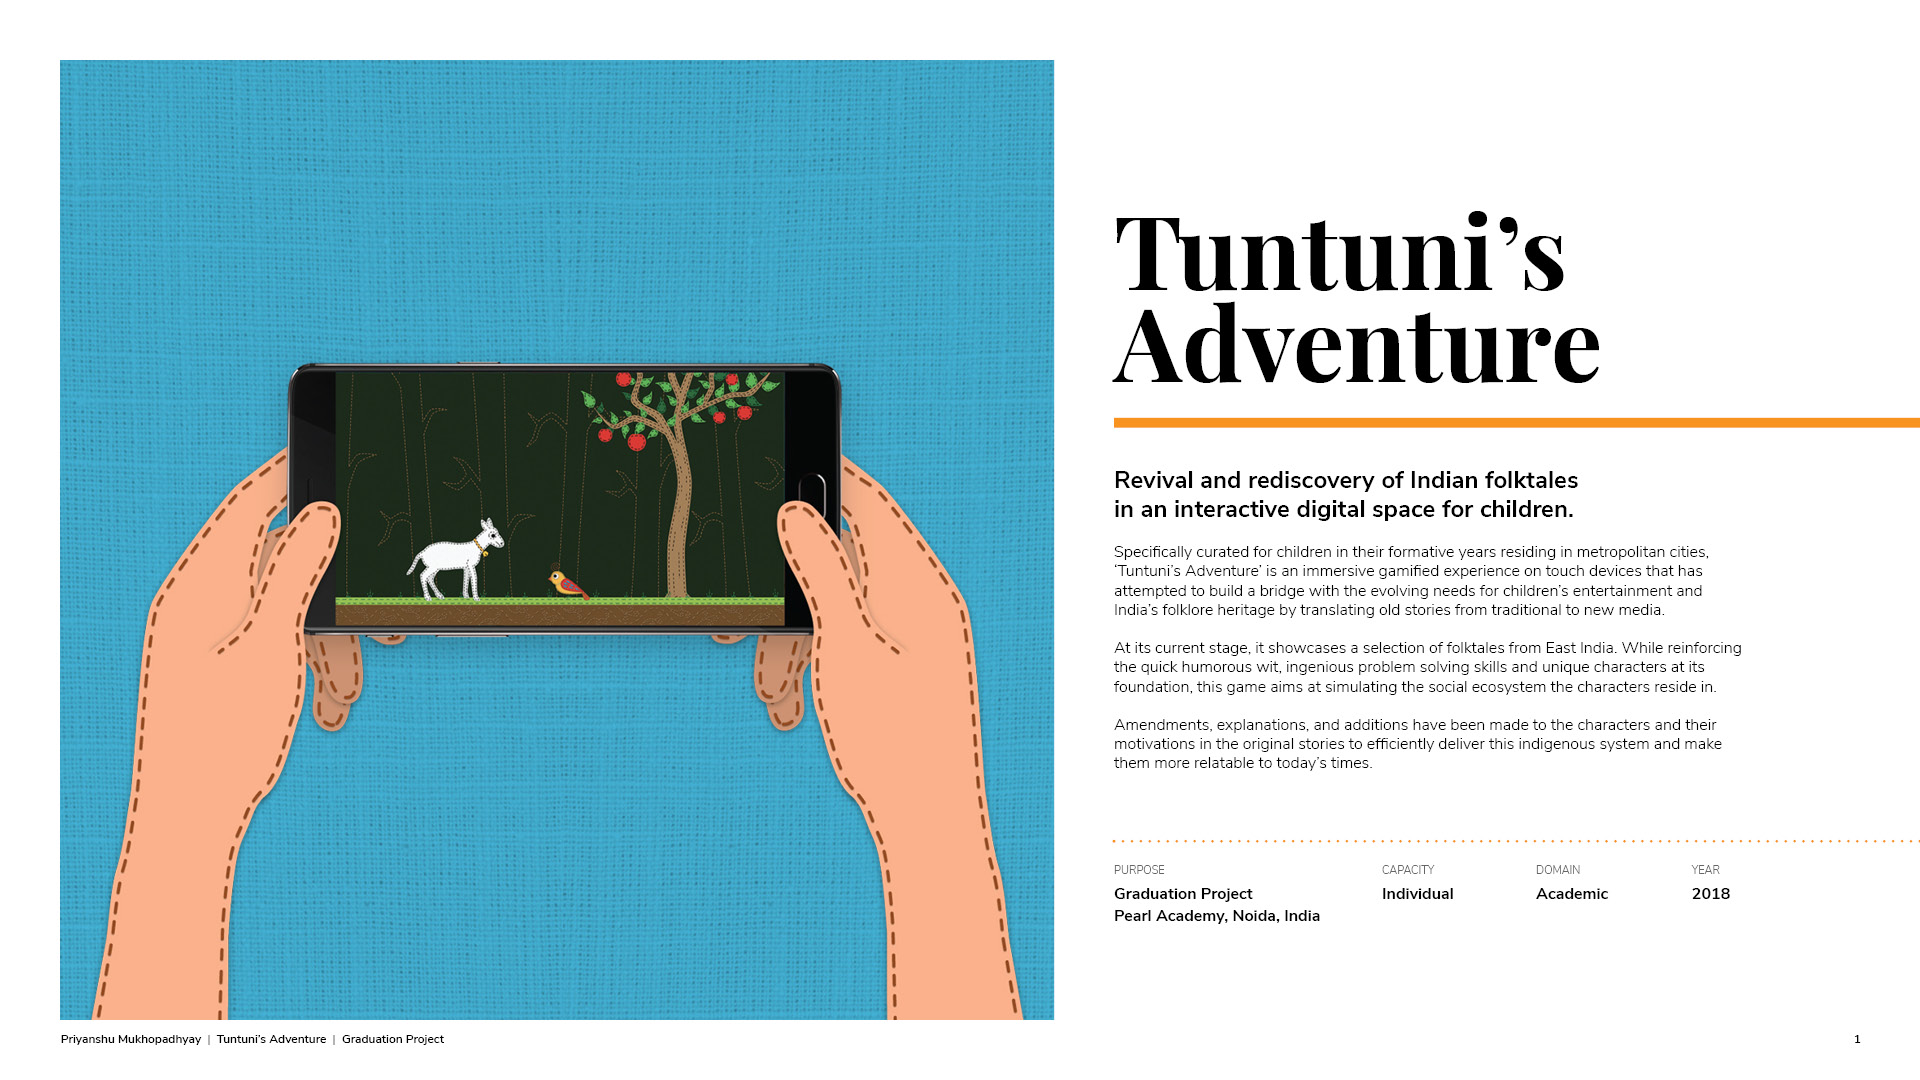 Tuntuni’s
Adventure
Revival and rediscovery of Indian folktales
in an interactive digital space for children.
Specifically curated for children in their formative years residing in metropolitan cities,
‘Tuntuni’s Adventure’ is an immersive gamified experience on touch devices that has
attempted to build a bridge with the evolving needs for children’s entertainment and
India’s folklore heritage by translating old stories from traditional to new media.
At its current stage, it showcases a selection of folktales from East India. While reinforcing
the quick humorous wit, ingenious problem solving skills and unique characters at its
foundation, this game aims at simulating the social ecosystem the characters reside in.
Amendments, explanations, and additions have been made to the characters and their
motivations in the original stories to efficiently deliver this indigenous system and make
them more relatable to today’s times.
PURPOSE
Graduation Project
Pearl Academy, Noida, India
CAPACITY
Individual
DOMAIN
Academic
YEAR
2018
Priyanshu Mukhopadhyay | Tuntuni’s Adventure | Graduation Project
1